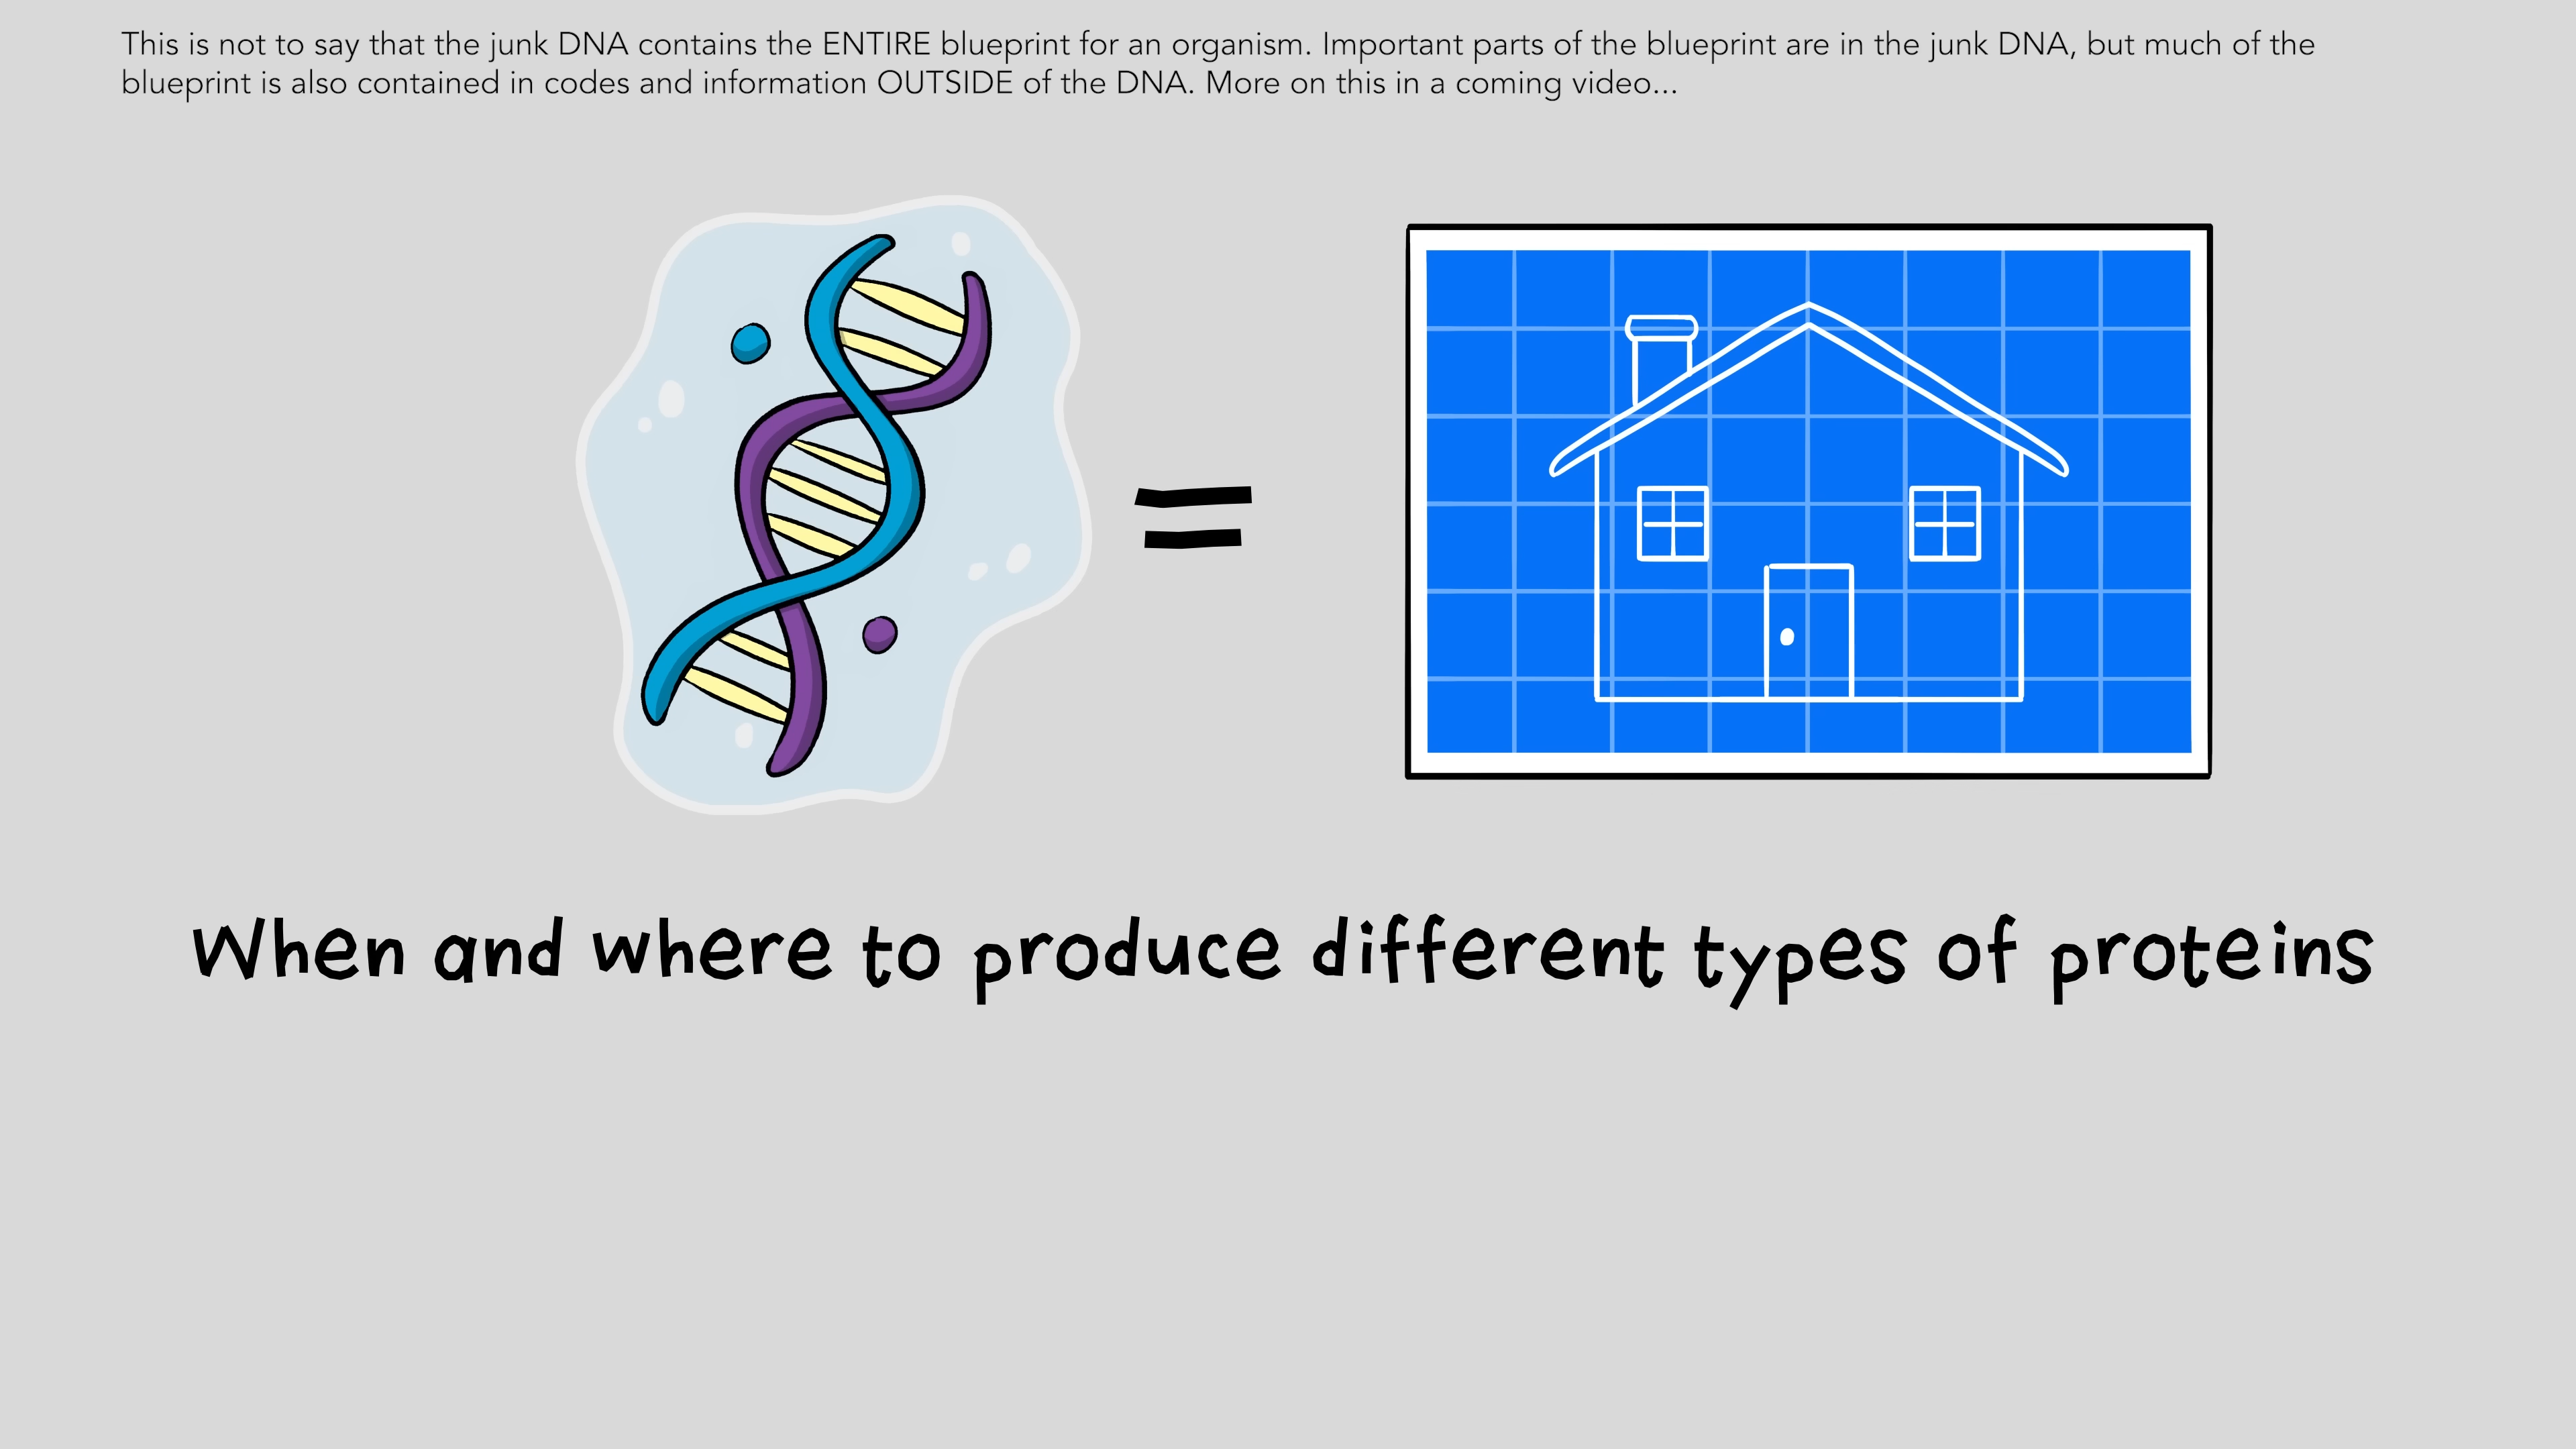 This is not to say that the junk DNA contains the ENTIRE blueprint for an organism. Important parts of the blueprint are in the junk DNA, but much of the
blueprint is also contained in codes and information OUTSIDE of the DNA. More on this in a coming video...
When and where to produce different types of proteins